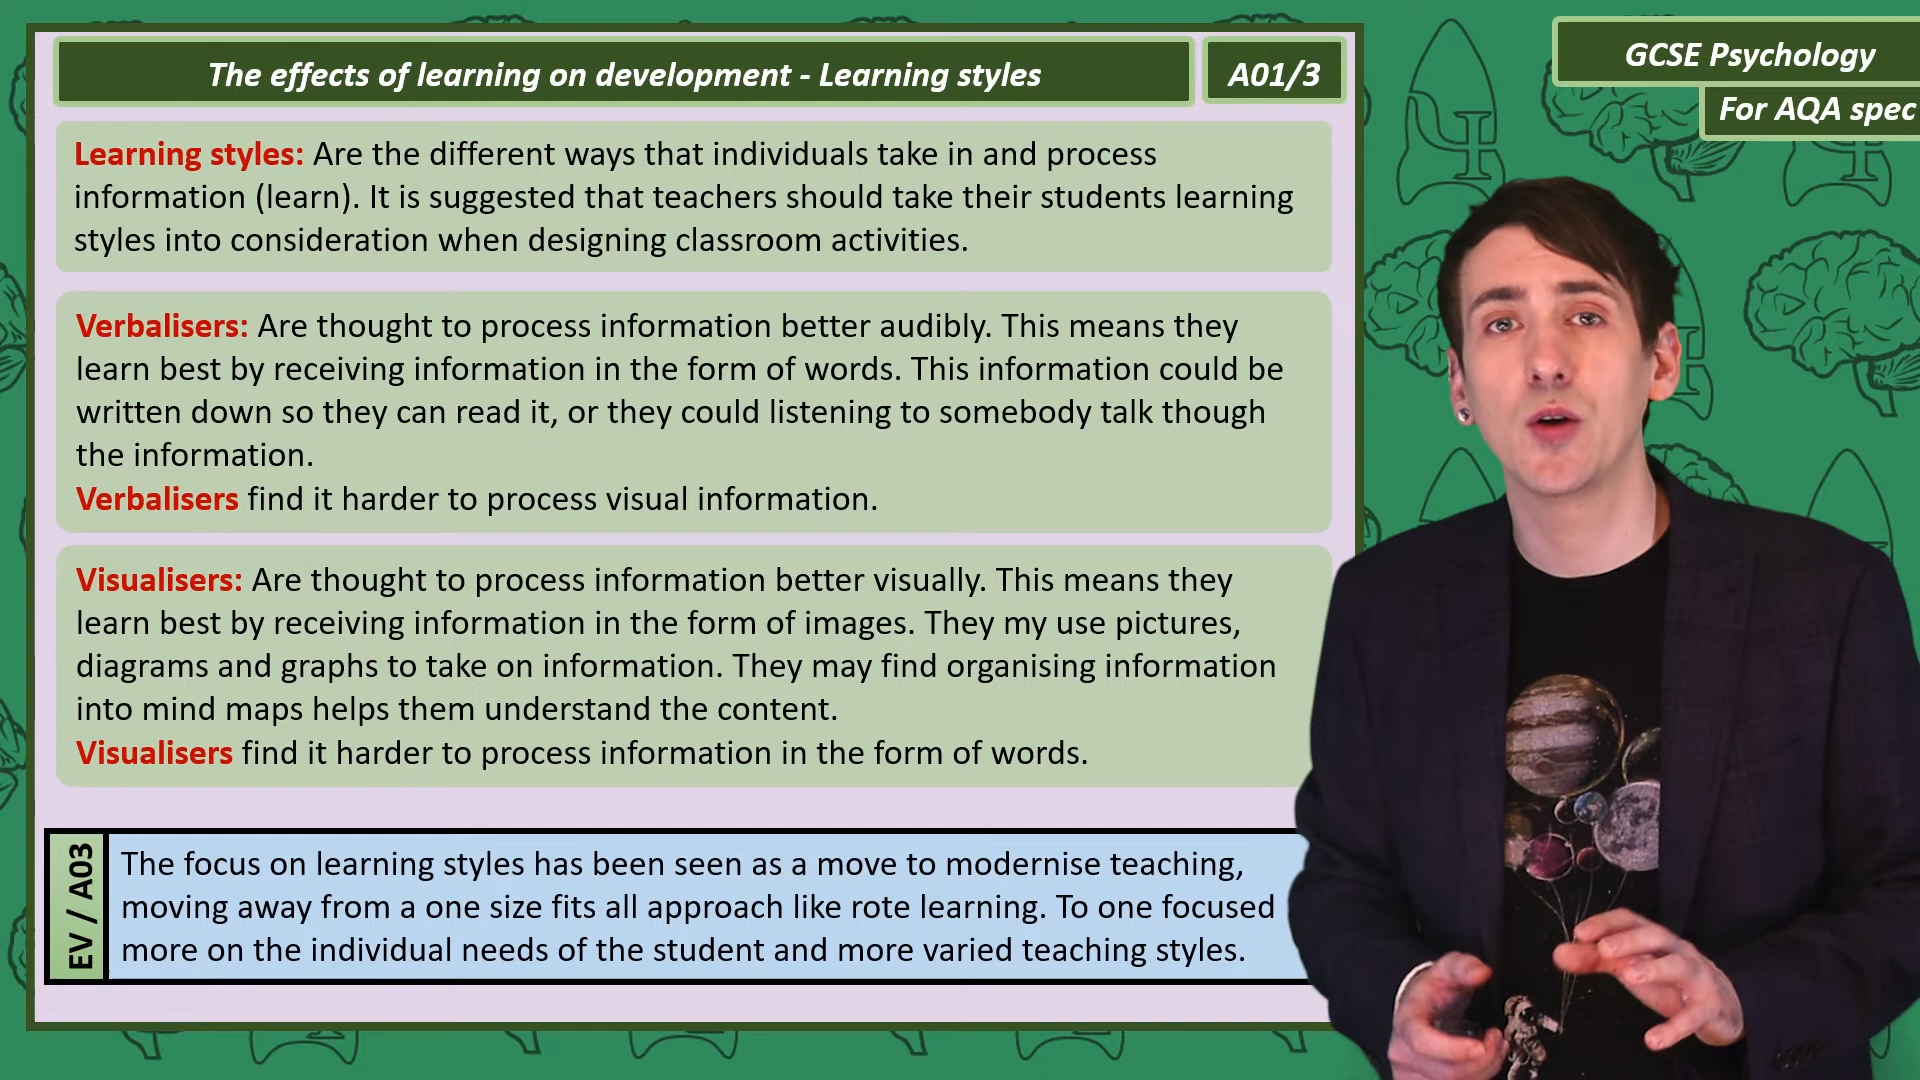 The effects of learning on development - Learning styles
A01/3
GCSE Psychology
For AQA spec
Learning styles: Are the different ways that individuals take in and process
information (learn). It is suggested that teachers should take their students learning
styles into consideration when designing classroom activities.
Verbalisers: Are thought to process information better audibly. This means they
learn best by receiving information in the form of words. This information could be
written down so they can read it, or they could listening to somebody talk though
the information.
Verbalisers find it harder to process visual information.
Visualisers: Are thought to process information better visually. This means they
learn best by receiving information in the form of images. They my use pictures,
diagrams and graphs to take on information. They may find organising information
into mind maps helps them understand the content.
Visualisers find it harder to process information in the form of words.
EV / A03
The focus on learning styles has been seen as a move to modernise teaching,
moving away from a one size fits all approach like rote learning. To one focused
more on the individual needs of the student and more varied teaching styles.